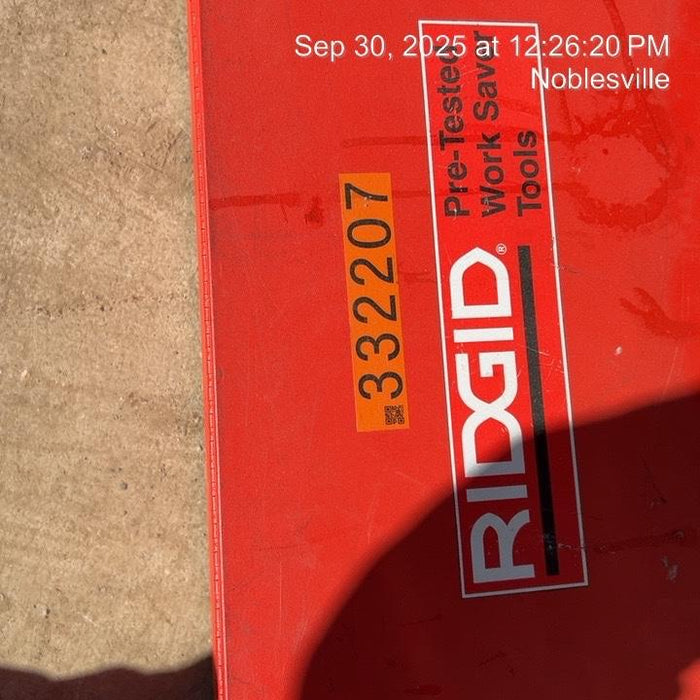 Sep 30, 2025 at 12:26:20 PM
Noblesville
332207
RIDGID®
Pre-Tested
Work Saver
Tools